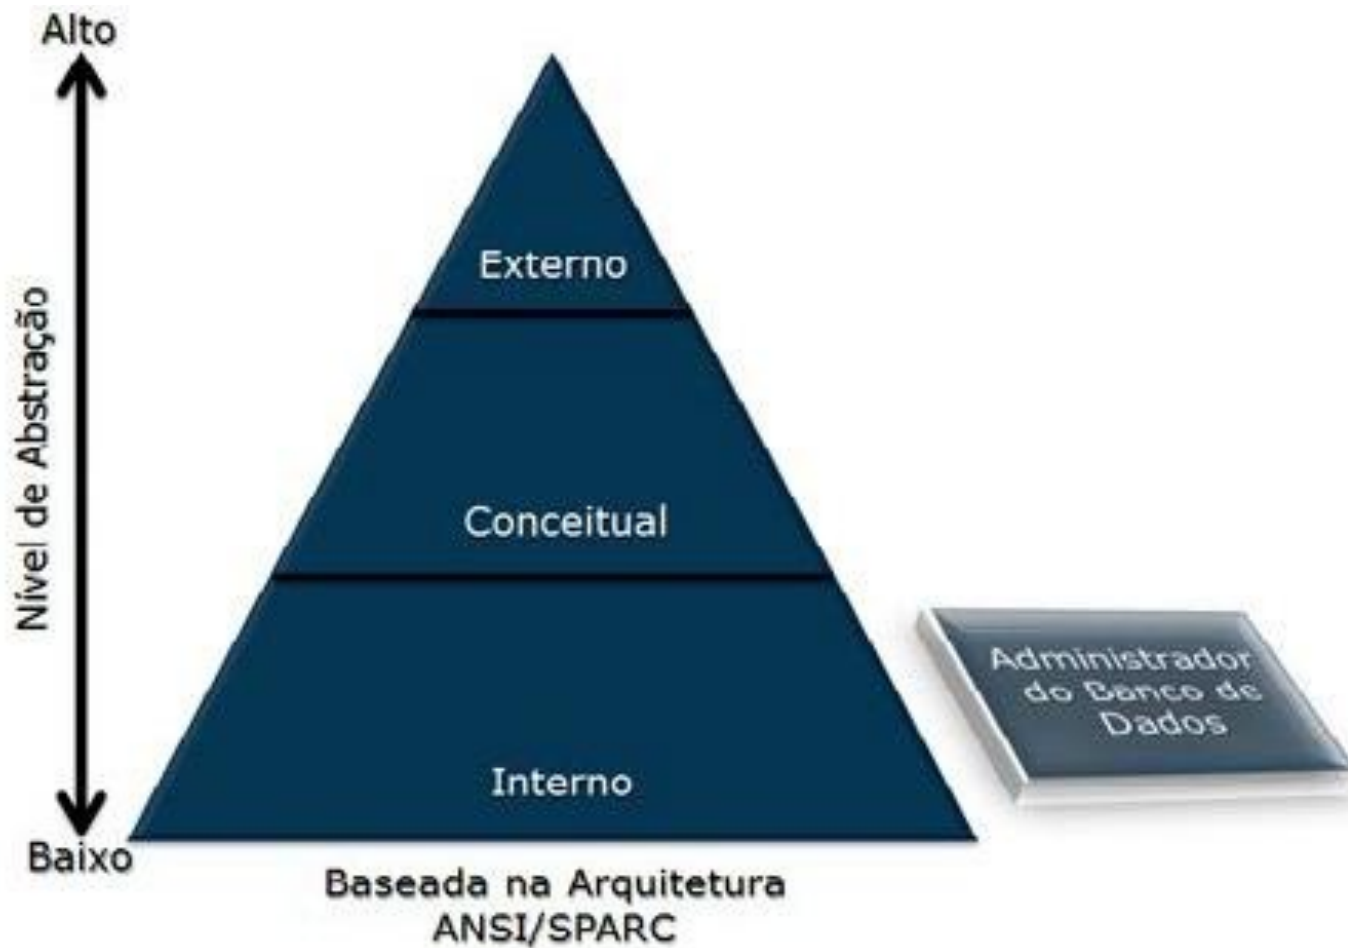 Alto
Nível de Abstração
Externo
Conceitual
Interno
Administrador
do Banco de
Dados
Baixo
Baseada na Arquitetura
ANSI/SPARC